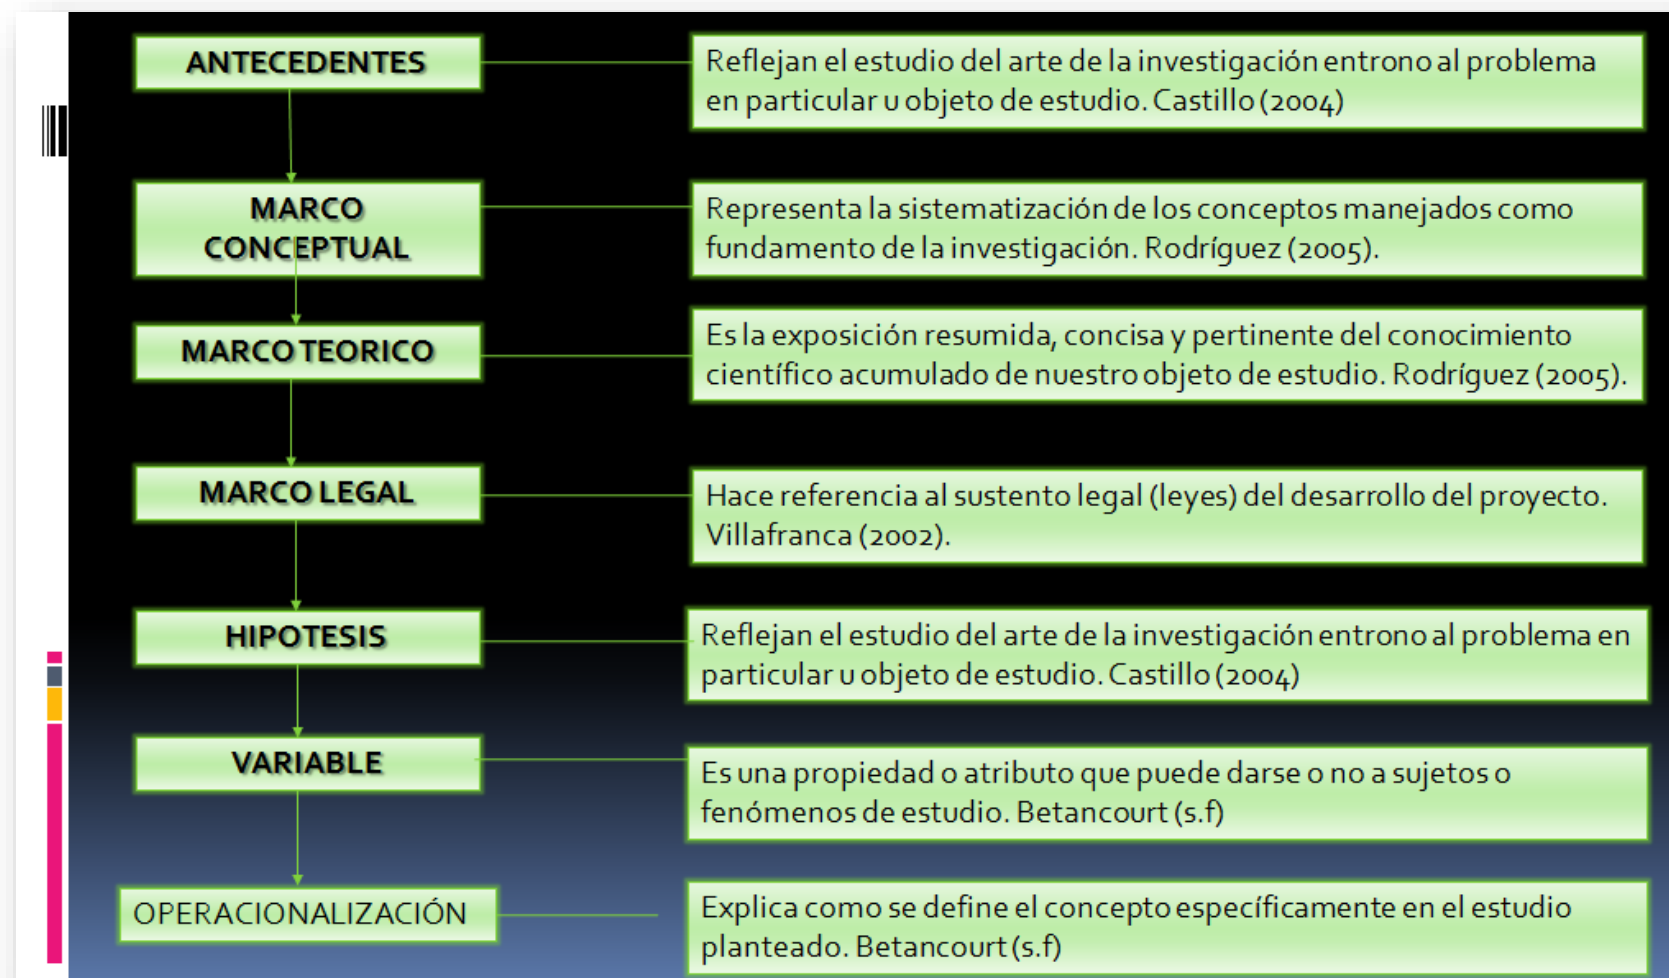 ANTECEDENTES
Reflejan el estudio del arte de la investigación entrono al problema
en particular u objeto de estudio. Castillo (2004)
MARCO
CONCEPTUAL
Representa la sistematización de los conceptos manejados como
fundamento de la investigación. Rodríguez (2005).
MARCO TEORICO
Es la exposición resumida, concisa y pertinente del conocimiento
científico acumulado de nuestro objeto de estudio. Rodríguez (2005).
MARCO LEGAL
Hace referencia al sustento legal (leyes) del desarrollo del proyecto.
Villafranca (2002).
HIPOTESIS
Reflejan el estudio del arte de la investigación entrono al problema en
particular u objeto de estudio. Castillo (2004)
VARIABLE
Es una propiedad o atributo que puede darse o no a sujetos o
fenómenos de estudio. Betancourt (s.f)
OPERACIONALIZACIÓN
Explica como se define el concepto específicamente en el estudio
planteado. Betancourt (s.f)